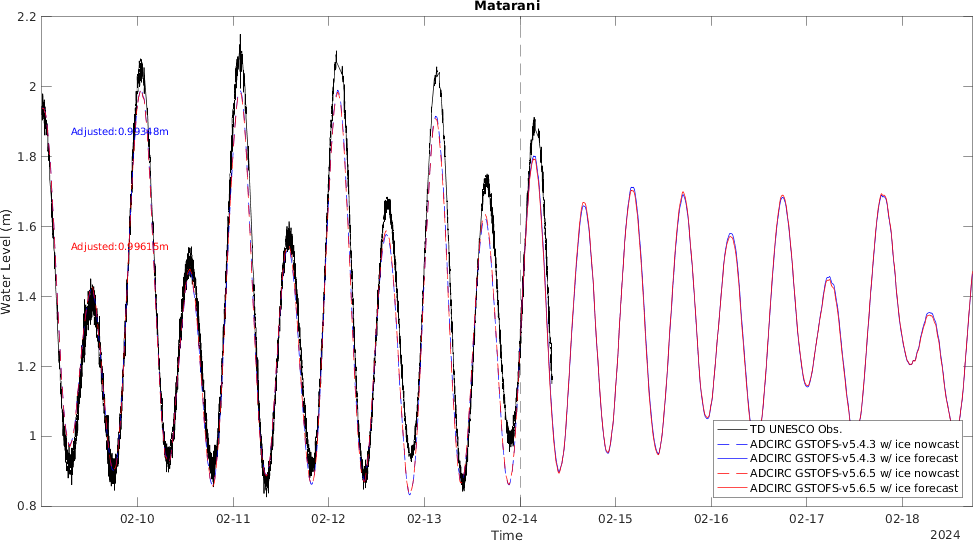 Matarani
2.2
2
1.8
1.6
1.4
1.2
1
0.8
Water Level (m)
Adjusted:0.99348m
Adjusted:0.99615m
TD UNESCO Obs.
ADCIRC GSTOFS-v5.4.3 w/ ice nowcast
ADCIRC GSTOFS-v5.4.3 w/ ice forecast
ADCIRC GSTOFS-v5.6.5 w/ ice nowcast
ADCIRC GSTOFS-v5.6.5 w/ ice forecast
02-10 02-11 02-12 02-13 02-14 02-15 02-16 02-17 02-18
Time
2024